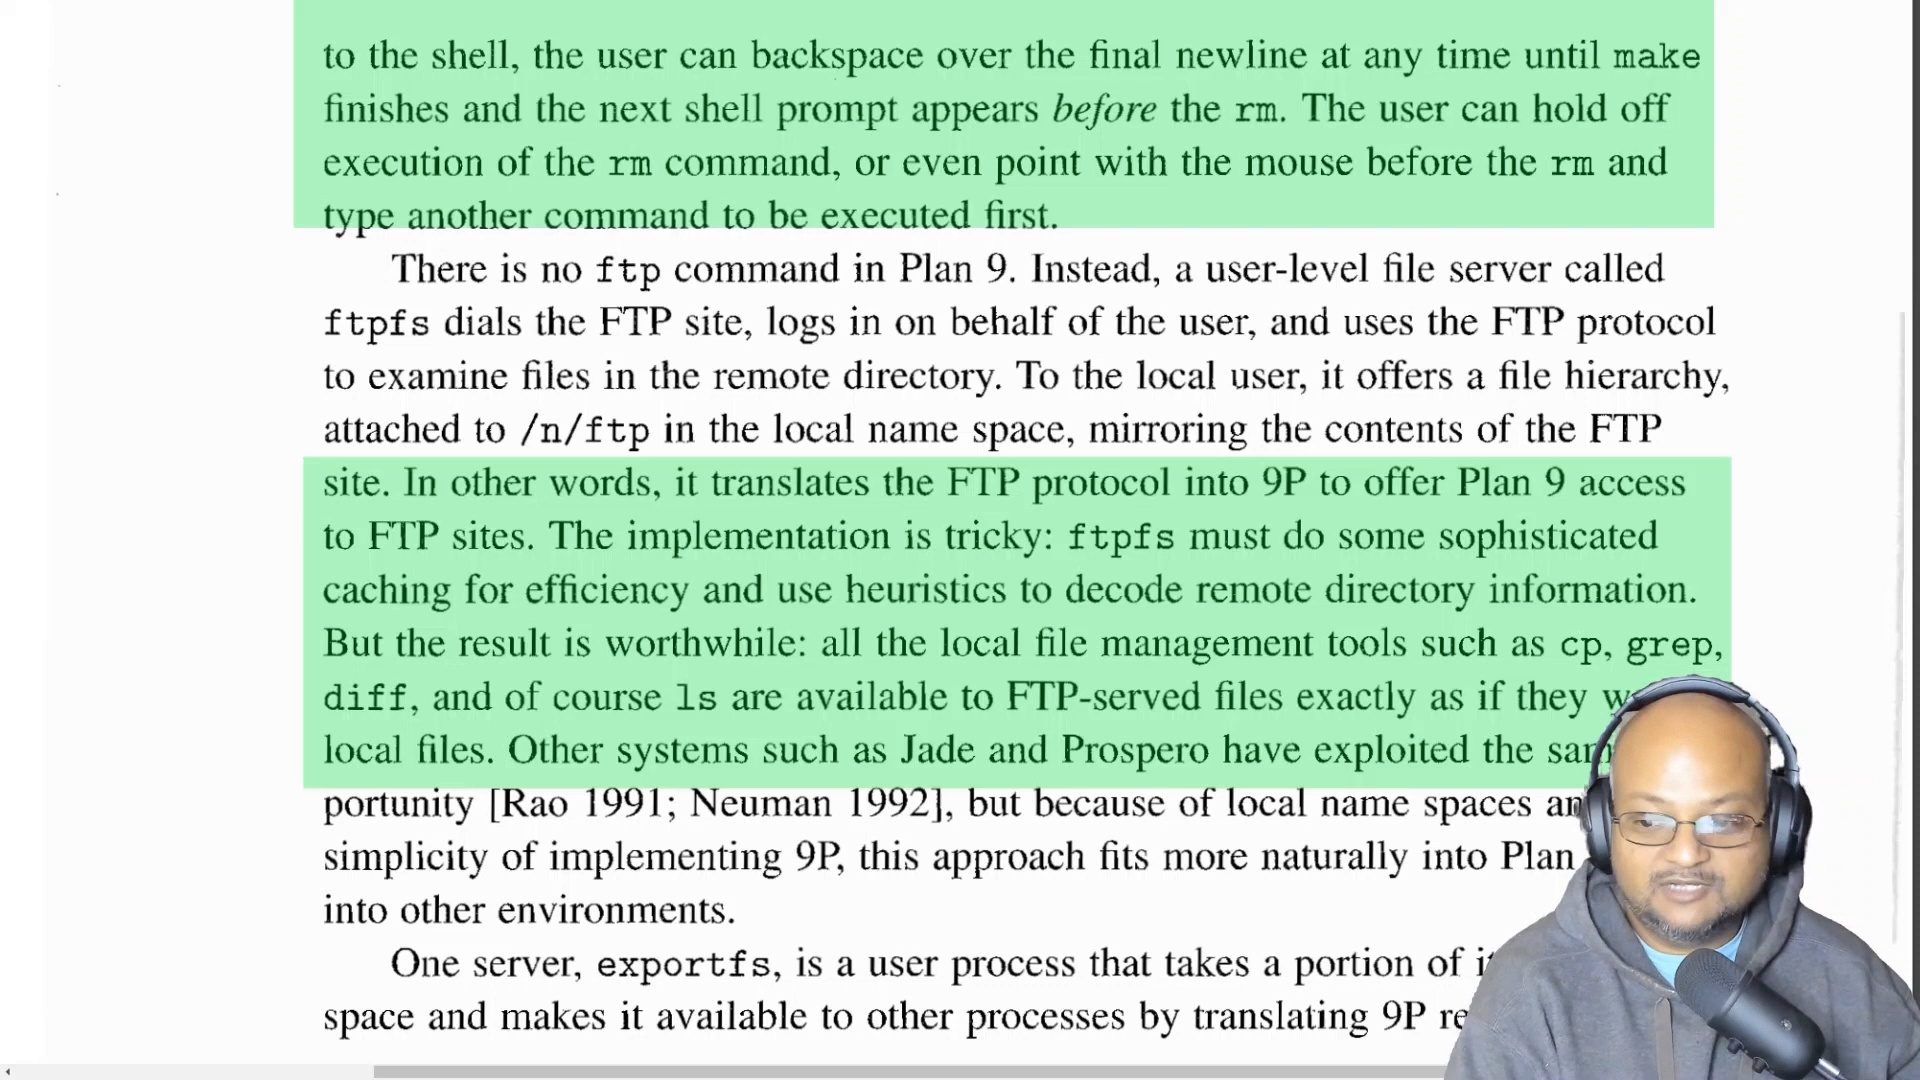 to the shell, the user can backspace over the final newline at any time until make
finishes and the next shell prompt appears before the rm. The user can hold off
execution of the rm command, or even point with the mouse before the rm and
type another command to be executed first.
There is no ftp command in Plan 9. Instead, a user-level file server called
ftpfs dials the FTP site, logs in on behalf of the user, and uses the FTP protocol
to examine files in the remote directory. To the local user, it offers a file hierarchy,
attached to /n/ftp in the local name space, mirroring the contents of the FTP
site. In other words, it translates the FTP protocol into 9P to offer Plan 9 access
to FTP sites. The implementation is tricky: ftpfs must do some sophisticated
caching for efficiency and use heuristics to decode remote directory information.
But the result is worthwhile: all the local file management tools such as cp, grep,
diff, and of course ls are available to FTP-served files exactly as if they
local files. Other systems such as Jade and Prospero have exploited the
portunity [Rao 1991; Neuman 1992], but because of local name spaces
simplicity of implementing 9P, this approach fits more naturally into Plan
into other environments.
One server, exportfs, is a user process that takes a portion of
space and makes it available to other processes by translating 9P